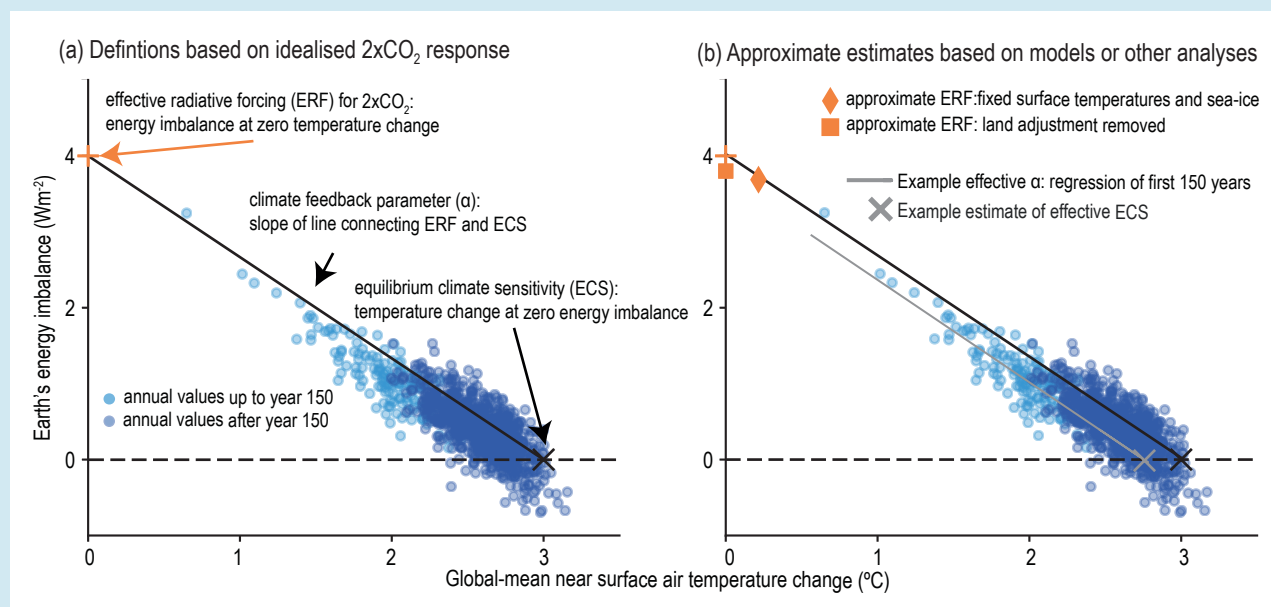 (a) Defintions based on idealised 2xCO₂ response
effective radiative forcing (ERF) for 2xCO₂:
energy imbalance at zero temperature change
climate feedback parameter (α):
slope of line connecting ERF and ECS
equilibrium climate sensitivity (ECS):
temperature change at zero energy imbalance
annual values up to year 150
annual values after year 150
Earth's energy imbalance (Wm⁻²)
4
2
0
0
1
2
3
(b) Approximate estimates based on models or other analyses
approximate ERF:fixed surface temperatures and sea-ice
approximate ERF: land adjustment removed
Example effective α: regression of first 150 years
Example estimate of effective ECS
4
2
0
0
1
2
3
Global-mean near surface air temperature change (ºC)